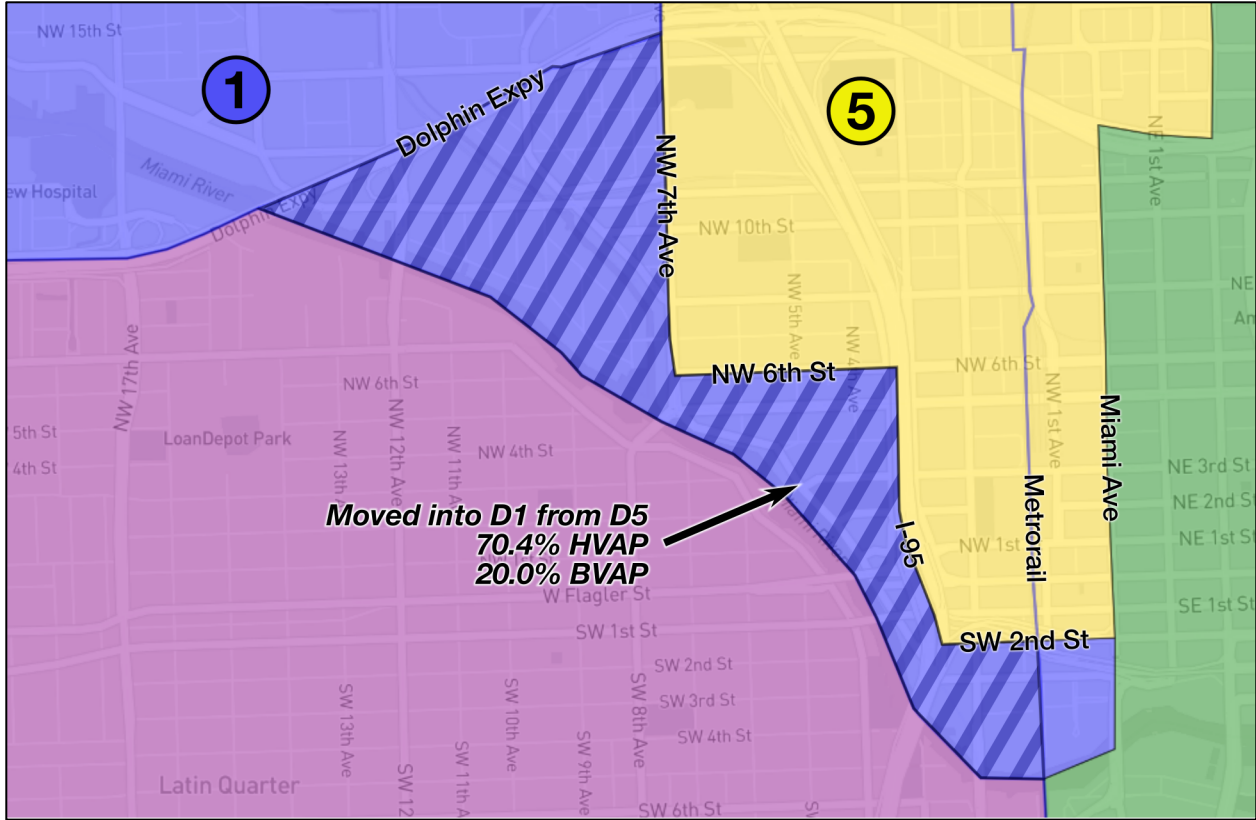 NW 15th St
1
5
Dolphin Expy
NE 1st Ave
Miami River
ew Hospital
Dolphin Expy
NW 7th Ave
NW 10th St
NE
An
NW 5th Ave
NW 4th Ave
NW 17th Ave
NW 6th St
NW 6th St
NW 6th St
NW 1st Ave
Miami Ave
5th St
LoanDepot Park
NW 12th Ave
NW 13th A
NW 11th A
NW 4th St
4th St
NE 3rd St
Metrorail
NE 2nd St
Moved into D1 from D5
70.4% HVAP
20.0% BVAP
I-95
NW 1st
NE 1st St
W Flagler St
SE 1st St
SW 1st St
SW 2nd St
SW 2nd St
SW 3rd St
SW 13th Ave
SW 10th Ave
SW 8th Ave
SW 4th St
SW 9th Ave
SW 11th A
SW 12
Latin Quarter
SW 6th St
SW